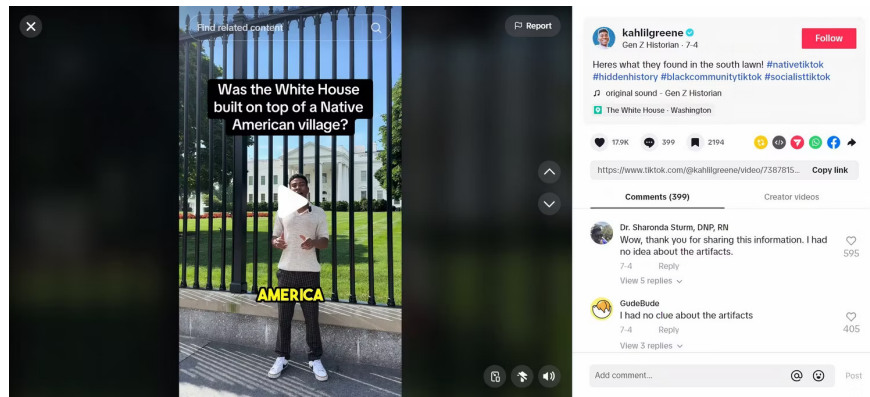 Find related content
Report
Was the White House
built on top of a Native
American village?
AMERICA
kahlilgreene
Gen Z Historian · 7-4
Follow
Heres what they found in the south lawn! #nativetiktok
#hiddenhistory #blackcommunitytiktok #socialisttiktok
original sound - Gen Z Historian
The White House · Washington
17.9K
399
2194
https://www.tiktok.com/@kahlilgreene/video/7387815...
Copy link
Comments (399)
Creator videos
Dr. Sharonda Sturm, DNP, RN
Wow, thank you for sharing this information. I had
no idea about the artifacts.
595
7-4 Reply
View 5 replies
GudeBude
I had no clue about the artifacts
405
7-4 Reply
View 3 replies
Add comment...
@
Post